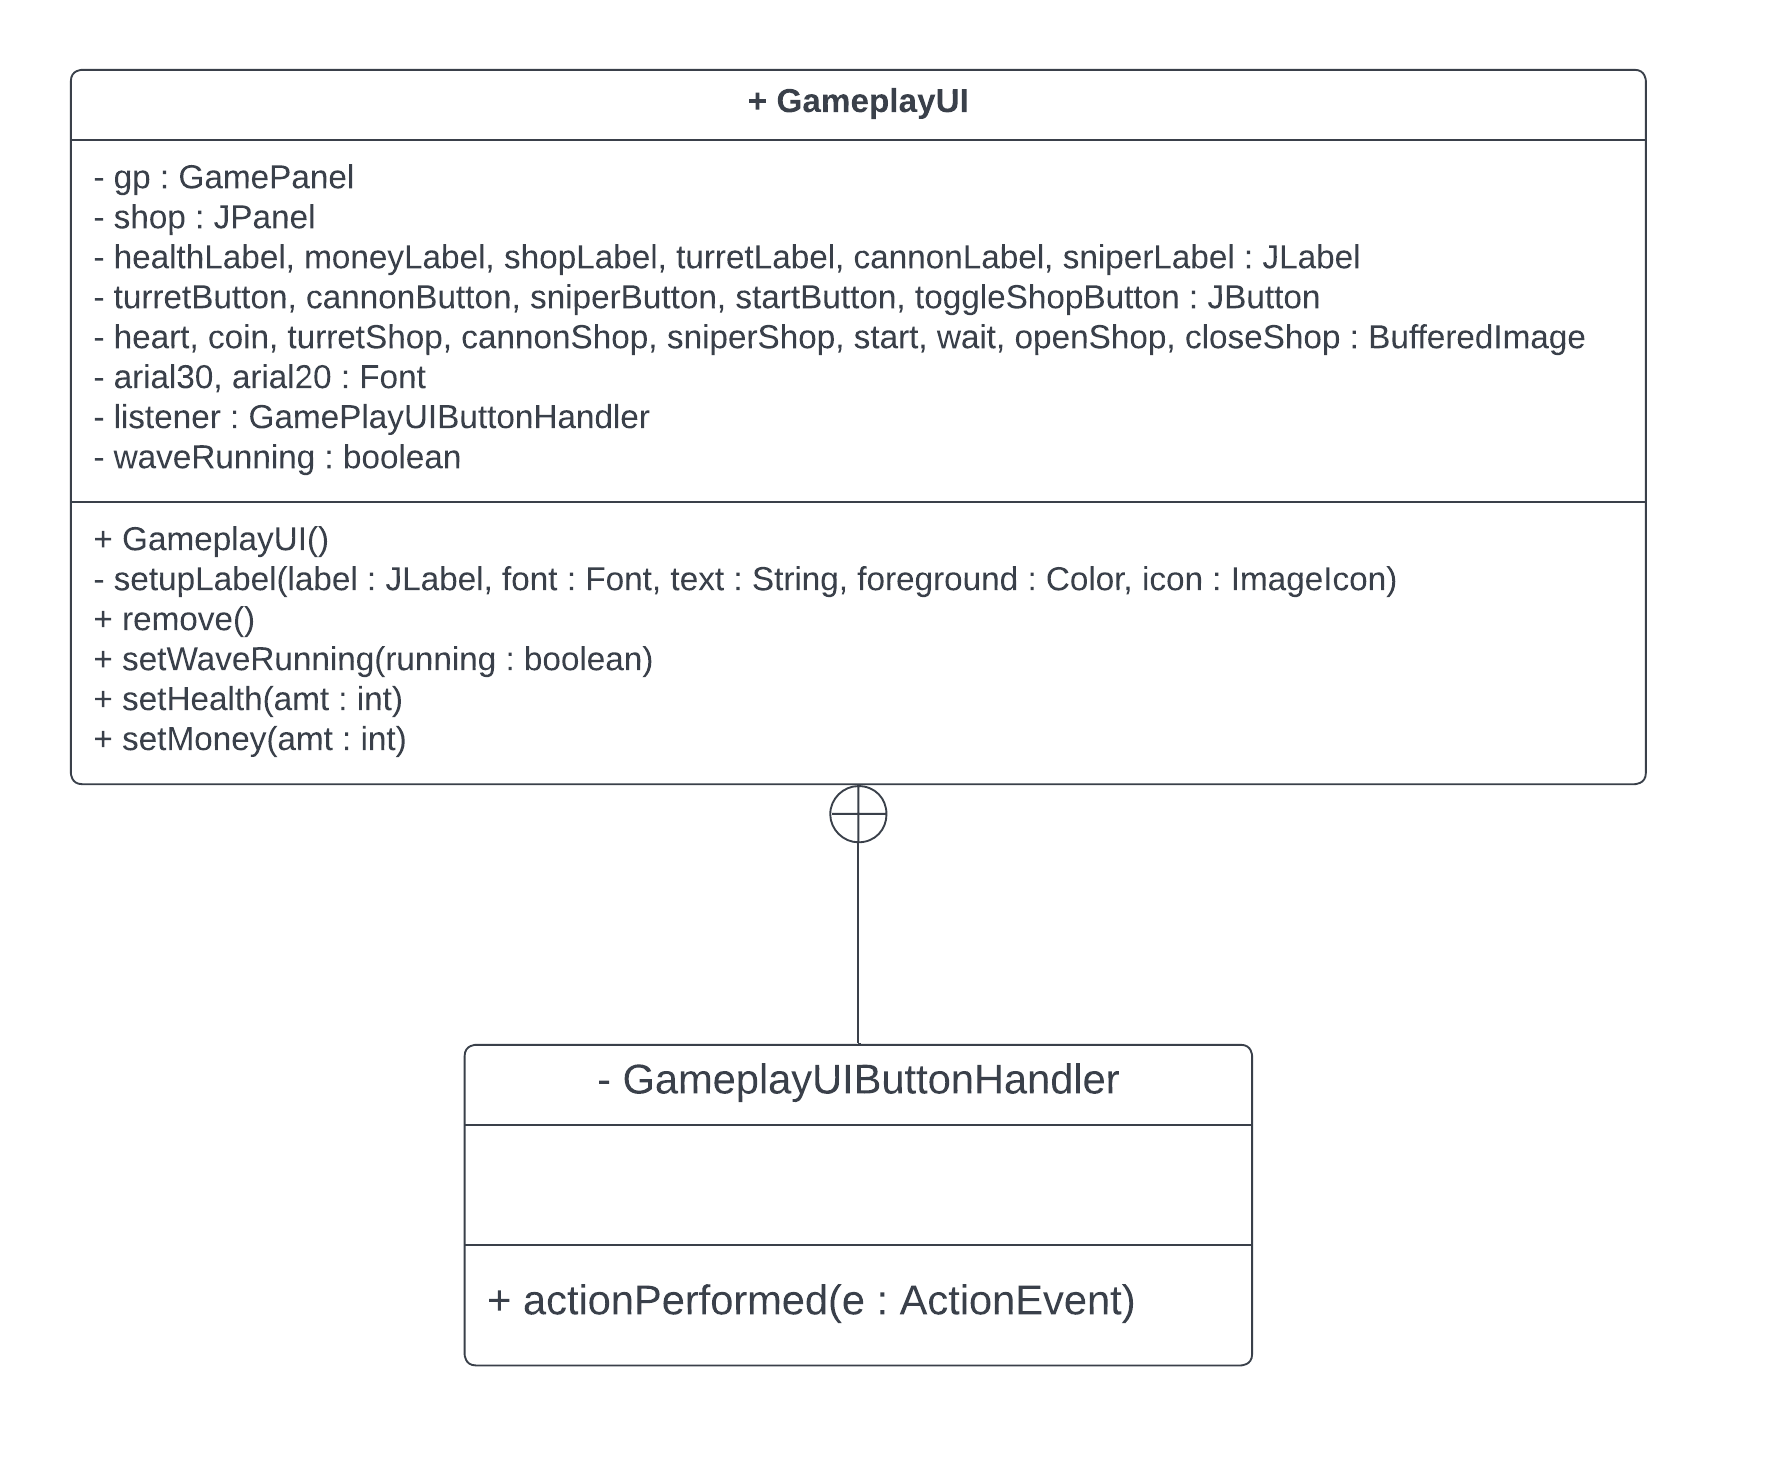 + GameplayUI
- gp : GamePanel
- shop : JPanel
- healthLabel, moneyLabel, shopLabel, turretLabel, cannonLabel, sniperLabel : JLabel
- turretButton, cannonButton, sniperButton, startButton, toggleShopButton : JButton
- heart, coin, turretShop, cannonShop, sniperShop, start, wait, openShop, closeShop : BufferedImage
- arial30, arial20 : Font
- listener : GamePlayUIButtonHandler
- waveRunning : boolean
+ GameplayUI()
- setupLabel(label : JLabel, font : Font, text : String, foreground : Color, icon : ImageIcon)
+ remove()
+ setWaveRunning(running : boolean)
+ setHealth(amt : int)
+ setMoney(amt : int)
- GameplayUIButtonHandler
+ actionPerformed(e : ActionEvent)